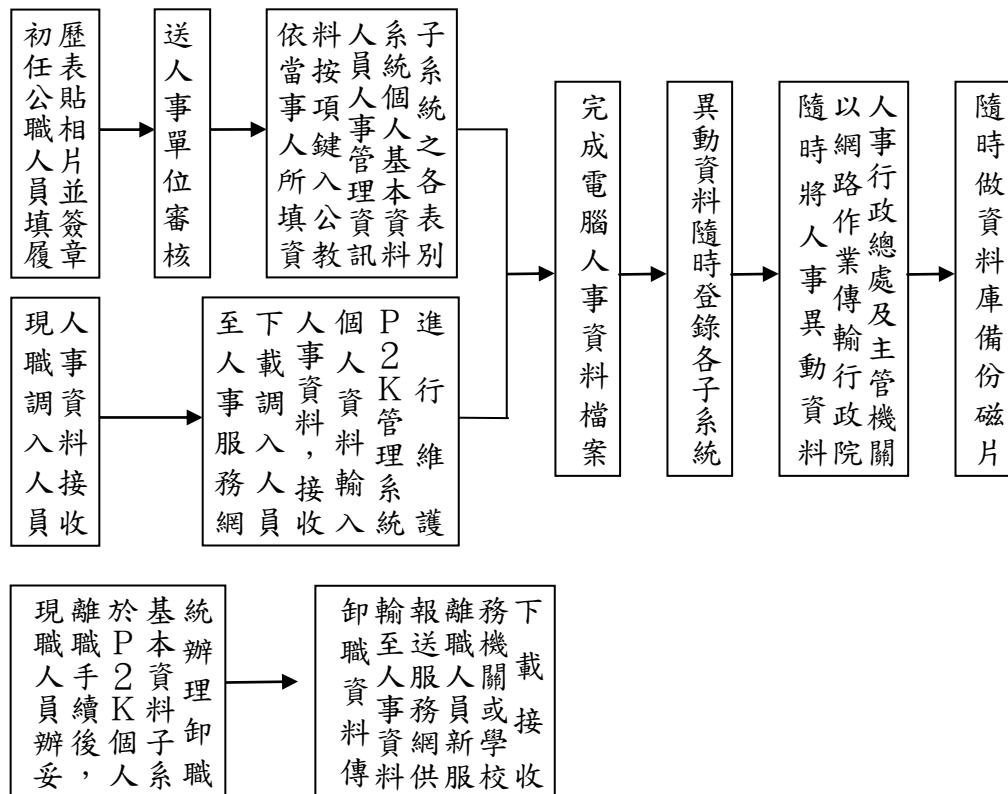 初任公職人員填履
歷表貼相片並簽章
送人事單位審核
依當事人所填資
料按項鍵入公教
人員人事管理資訊
系統個人基本資料
子系統之各表別
現職調入人員
人事資料接收
至人事服務網
下載調入人員
人事資料，接收
個人資料輸入
P2K管理系統
進行維護
完成電腦人事資料檔案
異動資料隨時登錄各子系統
隨時將人事異動資料
以網路作業傳輸行政院
人事行政總處及主管機關
隨時做資料庫備份磁片
現職人員辦妥
離職手續後，
於P2K個人
基本資料子系
統辦理卸職
卸職資料傳
輸至人事資料
報送服務網供
離職人員新服
務機關或學校
下載接收